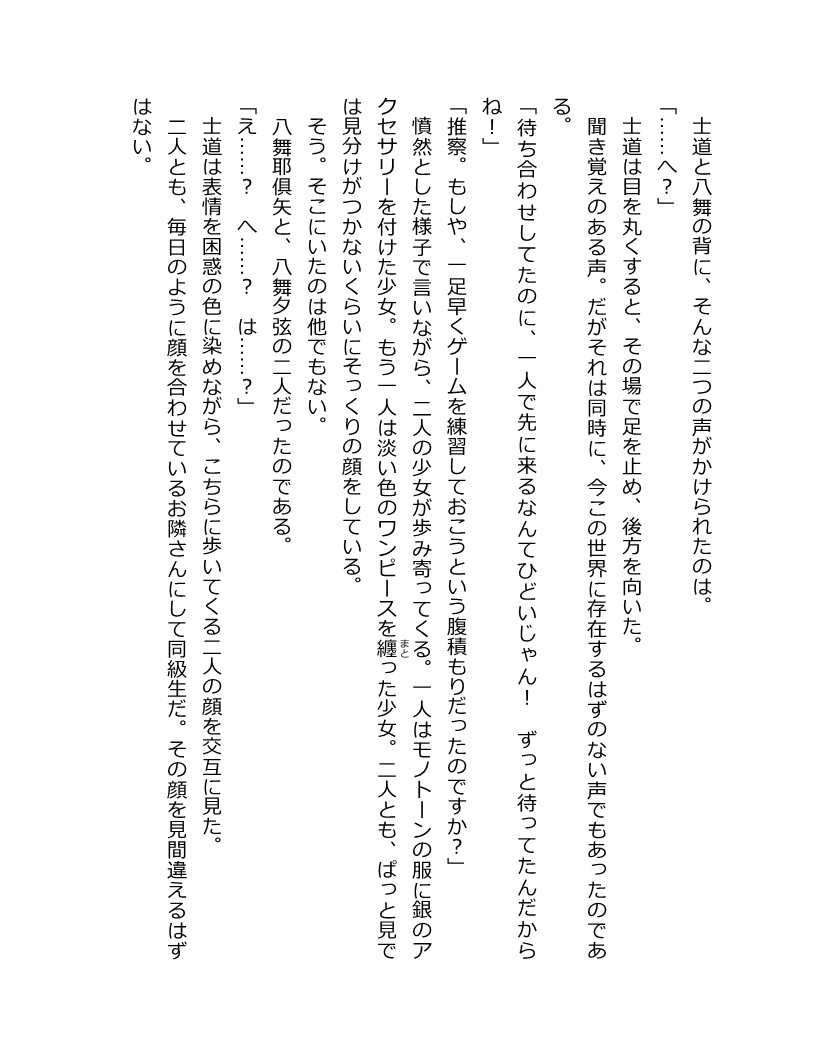 士道と八舞の背に、そんな二つの声がかけられたのは。
「……へ？」
　士道は目を丸くすると、その場で足を止め、後方を向いた。
　聞き覚えのある声。だがそれは同時に、今この世界に存在するはずのない声でもあったのであ
る。
「待ち合わせしてたのに、一人で先に来るなんてひどいじゃん！　ずっと待ってたんだから
ね！」
「推察。もしや、一足早くゲームを練習しておこうという腹積もりだったのですか？」
　憤然とした様子で言いながら、二人の少女が歩み寄ってくる。一人はモノトーンの服に銀のア
クセサリーを付けた少女。もう一人は淡い色のワンピースを纏まとった少女。二人とも、ぱっと見で
は見分けがつかないくらいにそっくりの顔をしている。
　そう。そこにいたのは他でもない。
　八舞耶倶矢と、八舞夕弦の二人だったのである。
「え……？　へ……？　は……？」
　士道は表情を困惑の色に染めながら、こちらに歩いてくる二人の顔を交互に見た。
　二人とも、毎日のように顔を合わせているお隣さんにして同級生だ。その顔を見間違えるはず
はない。